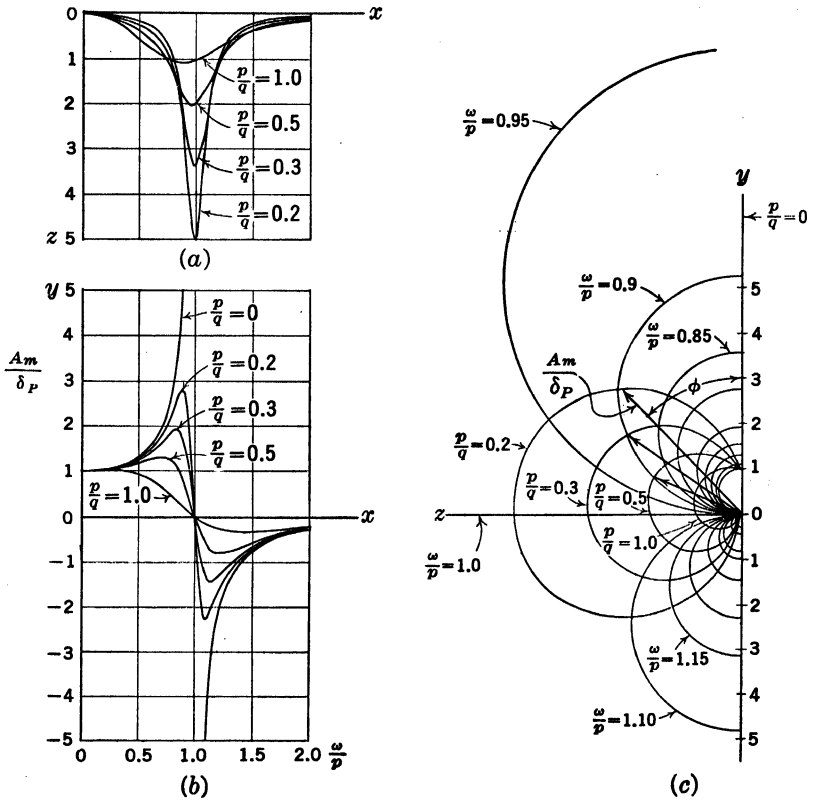 0 x
1
2
3
4
z 5
p/q = 1.0
p/q = 0.5
p/q = 0.3
p/q = 0.2
(a)
y 5
4
3
2
1
0 x
−1
−2
−3
−4
−5
Am/δP
p/q = 0
p/q = 0.2
p/q = 0.3
p/q = 0.5
p/q = 1.0
0 0.5 1.0 1.5 2.0 ω/p
(b)
ω/p = 0.95
y
p/q = 0
ω/p = 0.9
ω/p = 0.85
Am/δP
ϕ
p/q = 0.2
p/q = 0.3
p/q = 0.5
p/q = 1.0
z
ω/p = 1.0
5
4
3
2
1
0
1
2
3
4
5
ω/p = 1.15
ω/p = 1.10
(c)